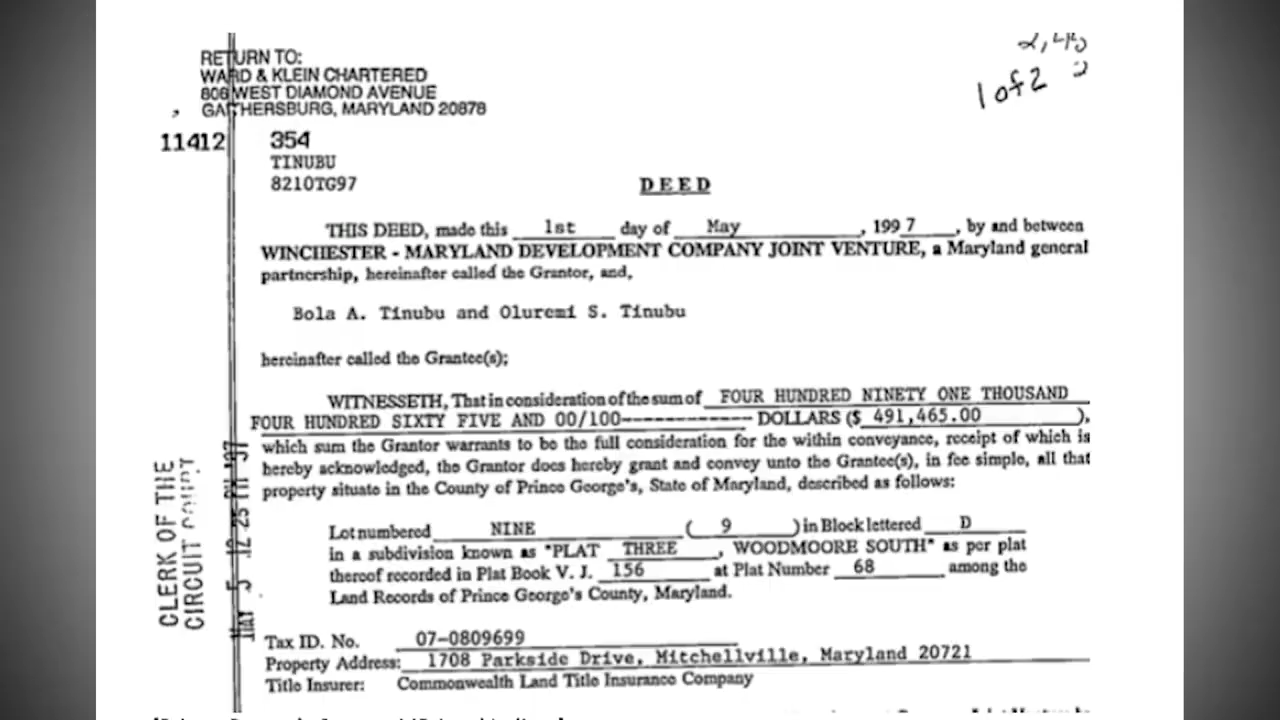 RETURN TO:
WARD & KLEIN CHARTERED
806 WEST DIAMOND AVENUE
GAITHERSBURG, MARYLAND 20878
1 of 2
11412 354
TINUBU
8210TG97
DEED
THIS DEED, made this 1st day of May, 1997, by and between
WINCHESTER - MARYLAND DEVELOPMENT COMPANY JOINT VENTURE, a Maryland general
partnership, hereinafter called the Grantor, and,
Bola A. Tinubu and Oluremi S. Tinubu
hereinafter called the Grantee(s);
WITNESSETH, That in consideration of the sum of FOUR HUNDRED NINETY ONE THOUSAND
FOUR HUNDRED SIXTY FIVE AND 00/100------------- DOLLARS ($ 491,465.00 ),
which sum the Grantor warrants to be the full consideration for the within conveyance, receipt of which is
hereby acknowledged, the Grantor does hereby grant and convey unto the Grantee(s), in fee simple, all that
property situate in the County of Prince George's, State of Maryland, described as follows:
Lot numbered NINE ( 9 ) in Block lettered D
in a subdivision known as "PLAT THREE, WOODMOORE SOUTH" as per plat
thereof recorded in Plat Book V. J. 156 at Plat Number 68 among the
Land Records of Prince George's County, Maryland.
Tax ID. No. 07-0809699
Property Address: 1708 Parkside Drive, Mitchellville, Maryland 20721
Title Insurer: Commonwealth Land Title Insurance Company
CLERK OF THE
CIRCUIT COURT
MAY 5 12 25 PM '97